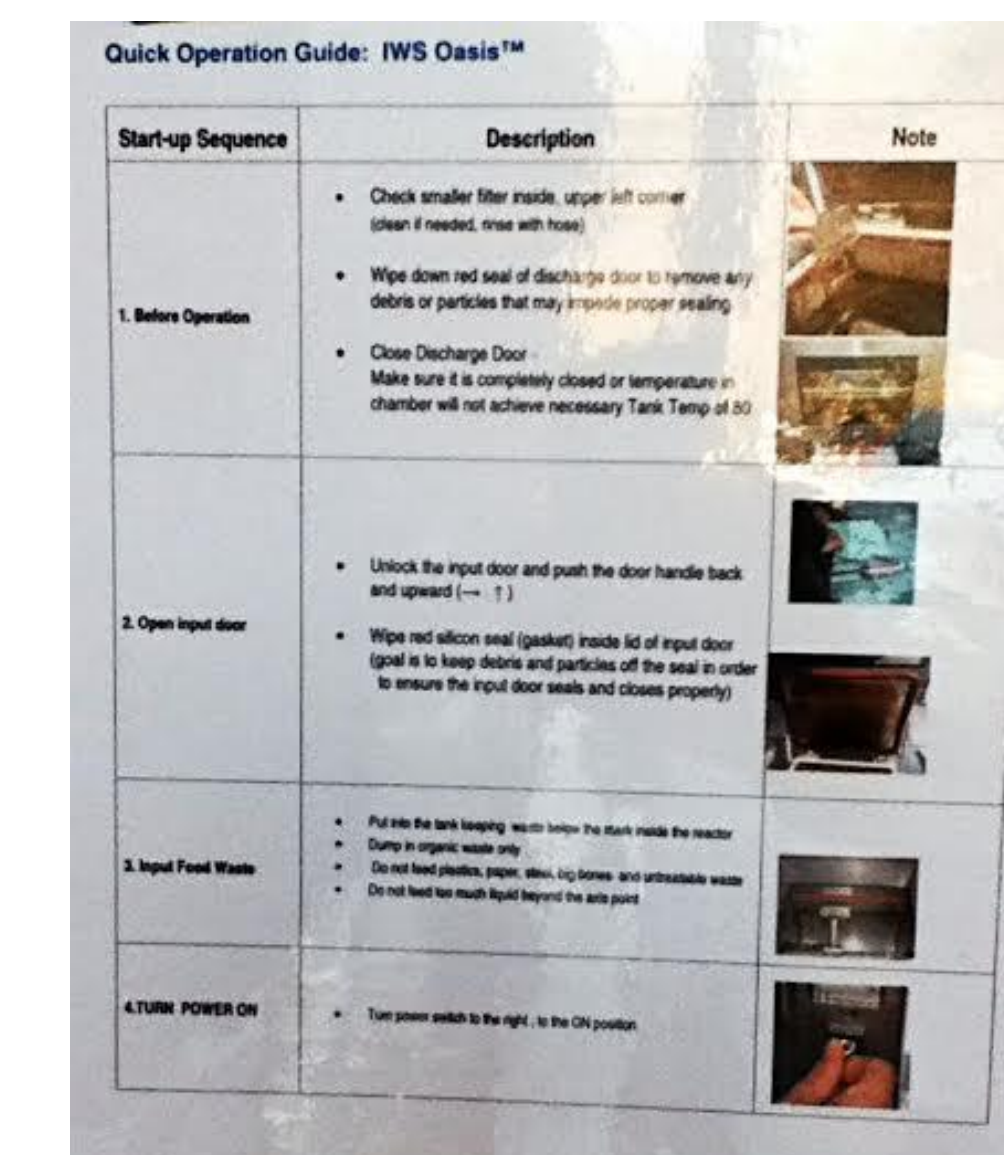 Quick Operation Guide: IWS Oasis™
Start-up Sequence
Description
Note
1. Before Operation
• Check smaller filter inside, upper left corner
(clean if needed, rinse with hose)
• Wipe down red seal of discharge door to remove any
debris or particles that may impede proper sealing
• Close Discharge Door -
Make sure it is completely closed or temperature in
chamber will not achieve necessary Tank Temp of 80
2. Open input door
• Unlock the input door and push the door handle back
and upward (→ ↑)
• Wipe red silicon seal (gasket) inside lid of input door
(goal is to keep debris and particles off the seal in order
to ensure the input door seals and closes properly)
3. Input Food Waste
• Put into the tank keeping waste below the mark inside the reactor
• Dump in organic waste only
• Do not feed plastics, paper, steel, big bones and untreatable waste
• Do not feed too much liquid beyond the axis point
4.TURN POWER ON
• Turn power switch to the right , to the ON position